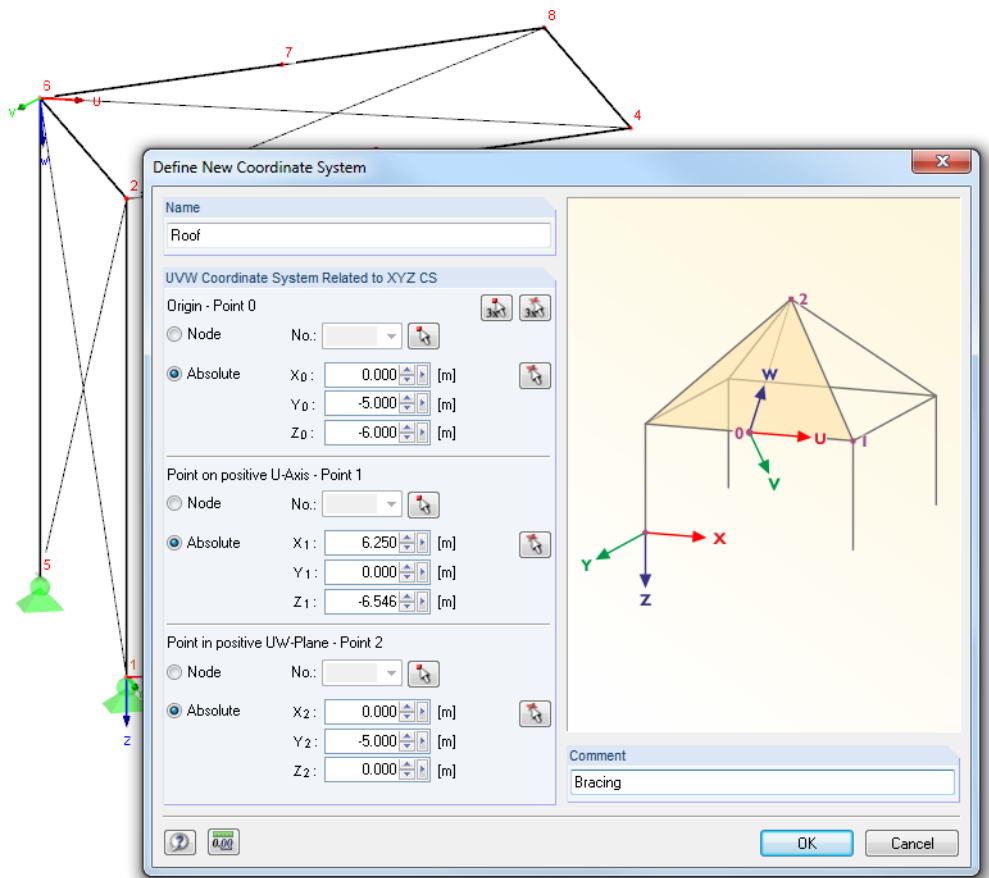 8
7
6
V
U
W
4
2
5
1
Z
Define New Coordinate System
Name
Roof
UVW Coordinate System Related to XYZ CS
Origin - Point 0
3x
3x
Node No.:
Absolute X0: 0.000 [m]
Y0: -5.000 [m]
Z0: -6.000 [m]
Point on positive U-Axis - Point 1
Node No.:
Absolute X1: 6.250 [m]
Y1: 0.000 [m]
Z1: -6.546 [m]
Point in positive UW-Plane - Point 2
Node No.:
Absolute X2: 0.000 [m]
Y2: -5.000 [m]
Z2: 0.000 [m]
2
W
0
U
1
V
X
Y
Z
Comment
Bracing
0.00
OK
Cancel